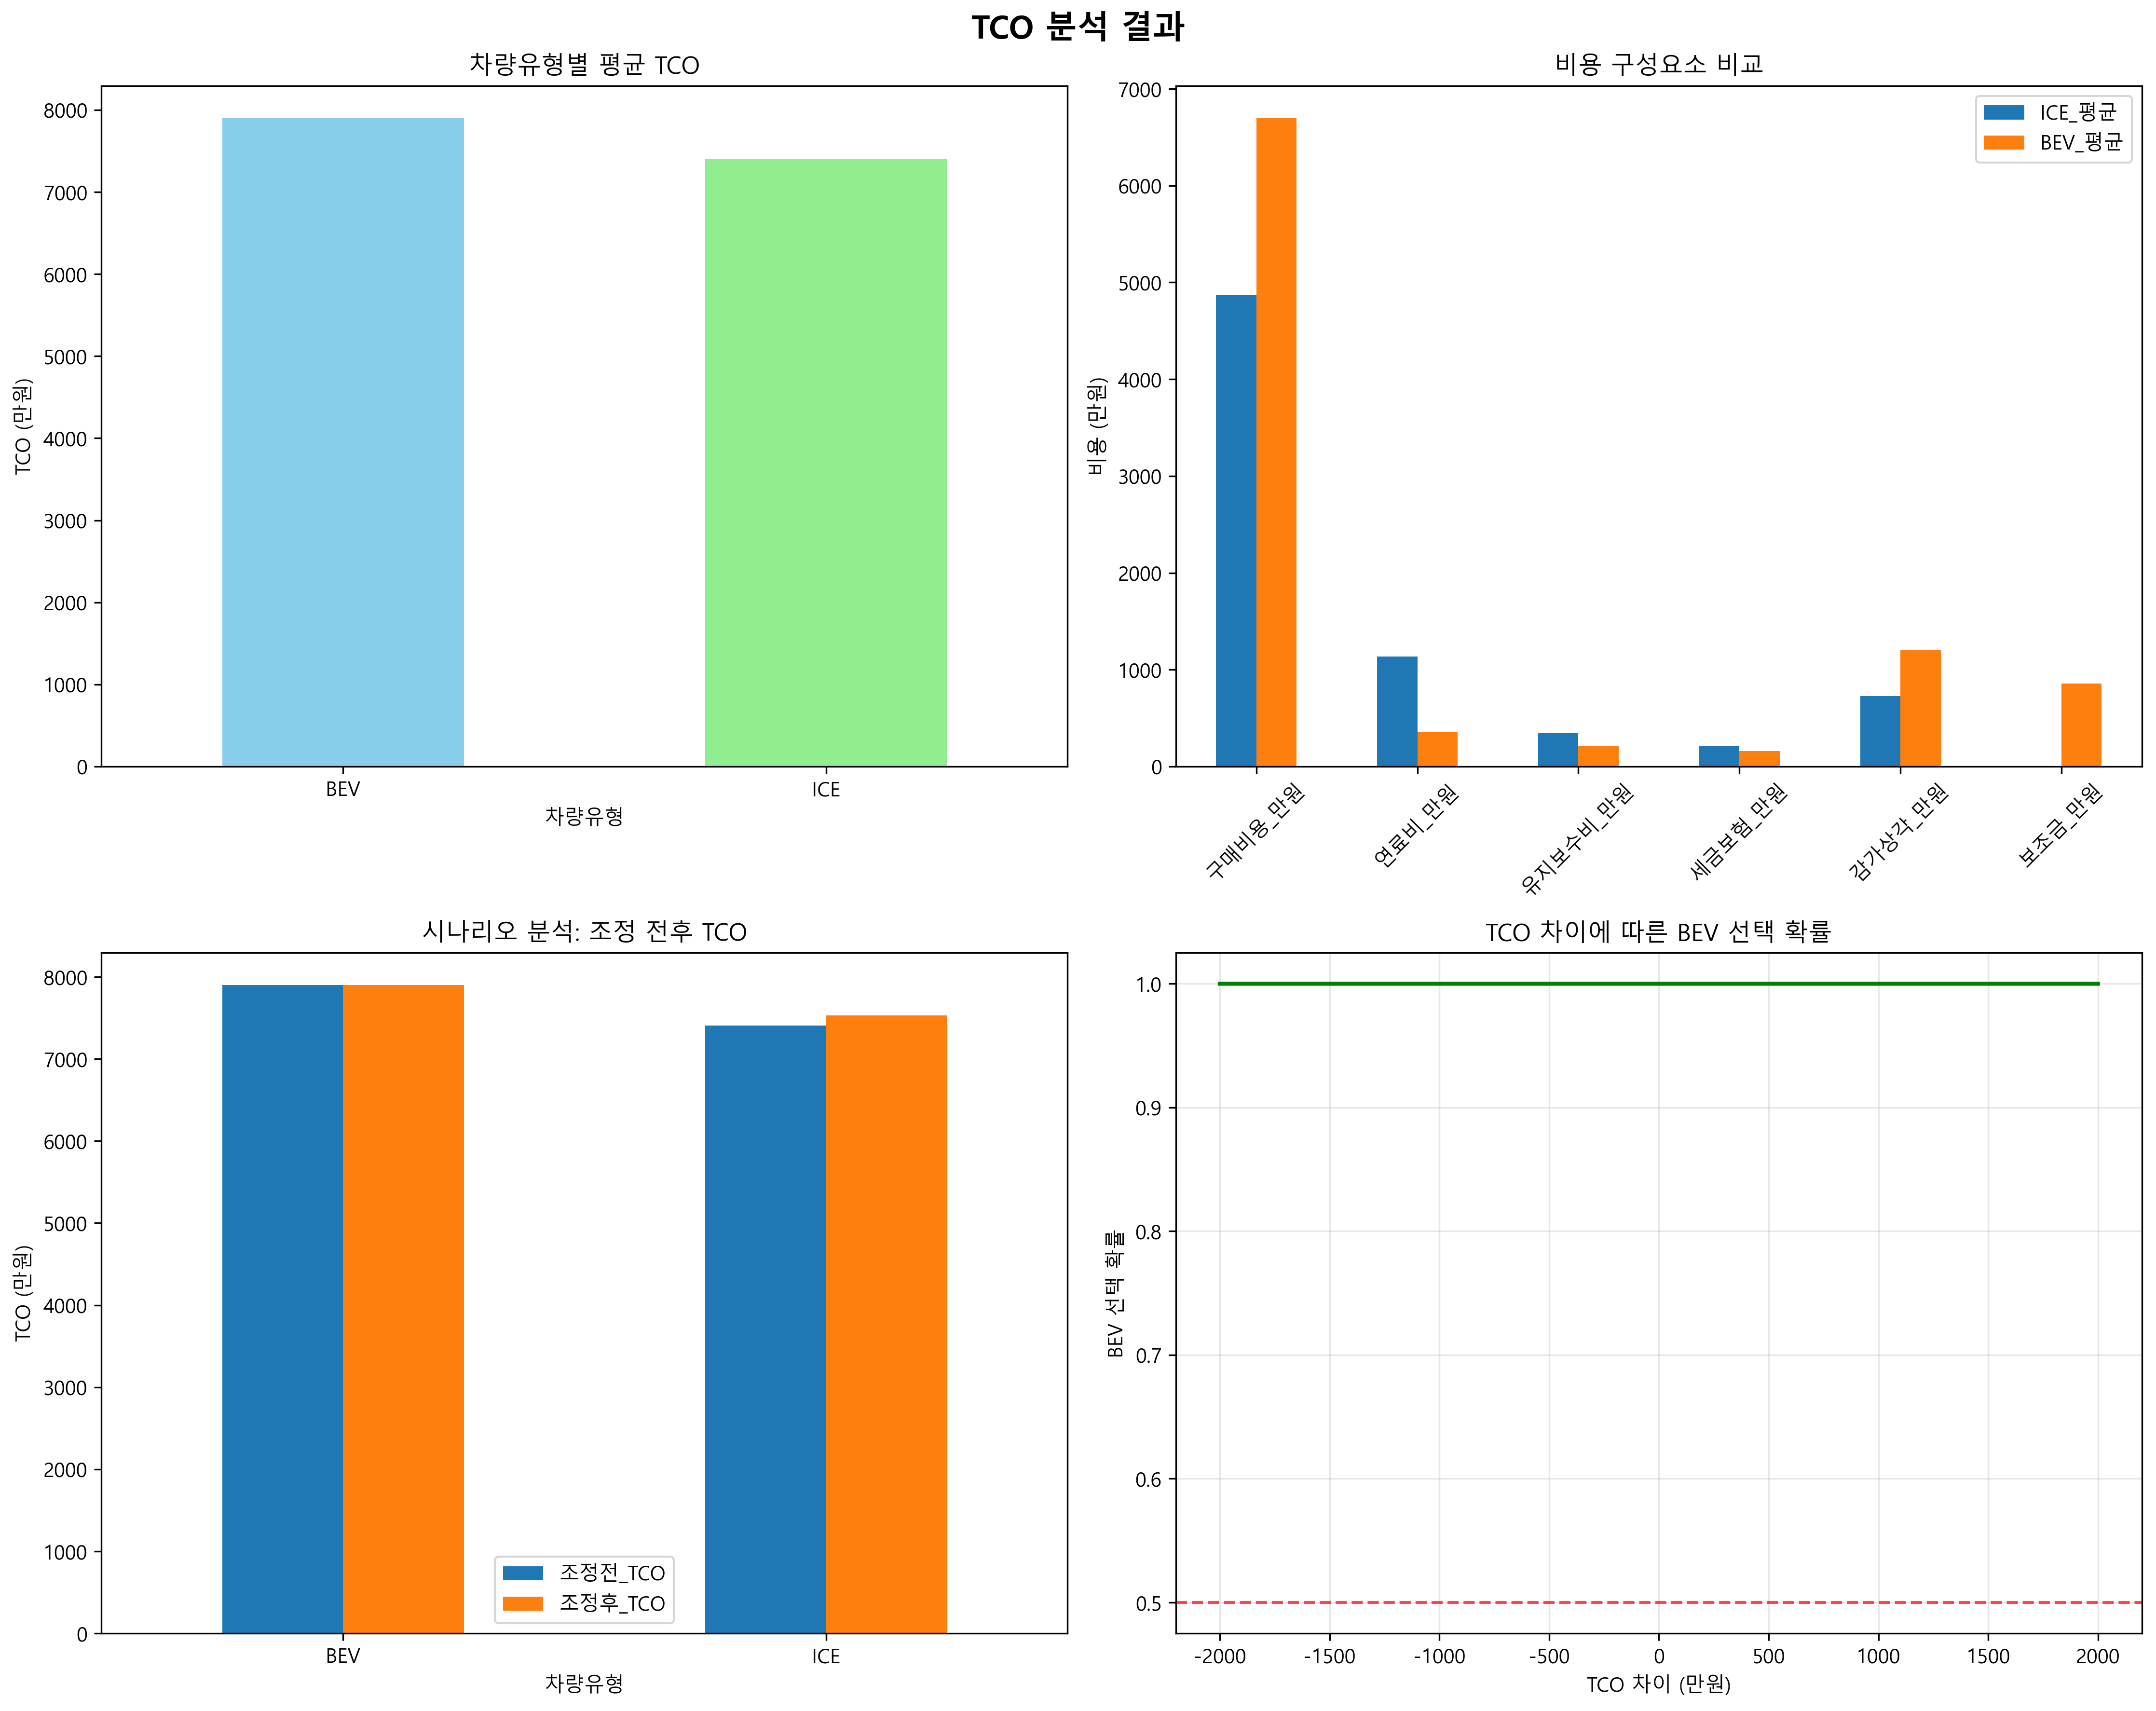 TCO 분석 결과
차량유형별 평균 TCO
8000
7000
6000
5000
4000
3000
2000
1000
0
TCO (만원)
BEV
ICE
차량유형
비용 구성요소 비교
7000
6000
5000
4000
3000
2000
1000
0
비용 (만원)
ICE_평균
BEV_평균
구매비용_만원
연료비_만원
유지보수비_만원
세금보험_만원
감가상각_만원
보조금_만원
시나리오 분석: 조정 전후 TCO
8000
7000
6000
5000
4000
3000
2000
1000
0
TCO (만원)
조정전_TCO
조정후_TCO
BEV
ICE
차량유형
TCO 차이에 따른 BEV 선택 확률
1.0
0.9
0.8
0.7
0.6
0.5
BEV 선택 확률
-2000
-1500
-1000
-500
0
500
1000
1500
2000
TCO 차이 (만원)